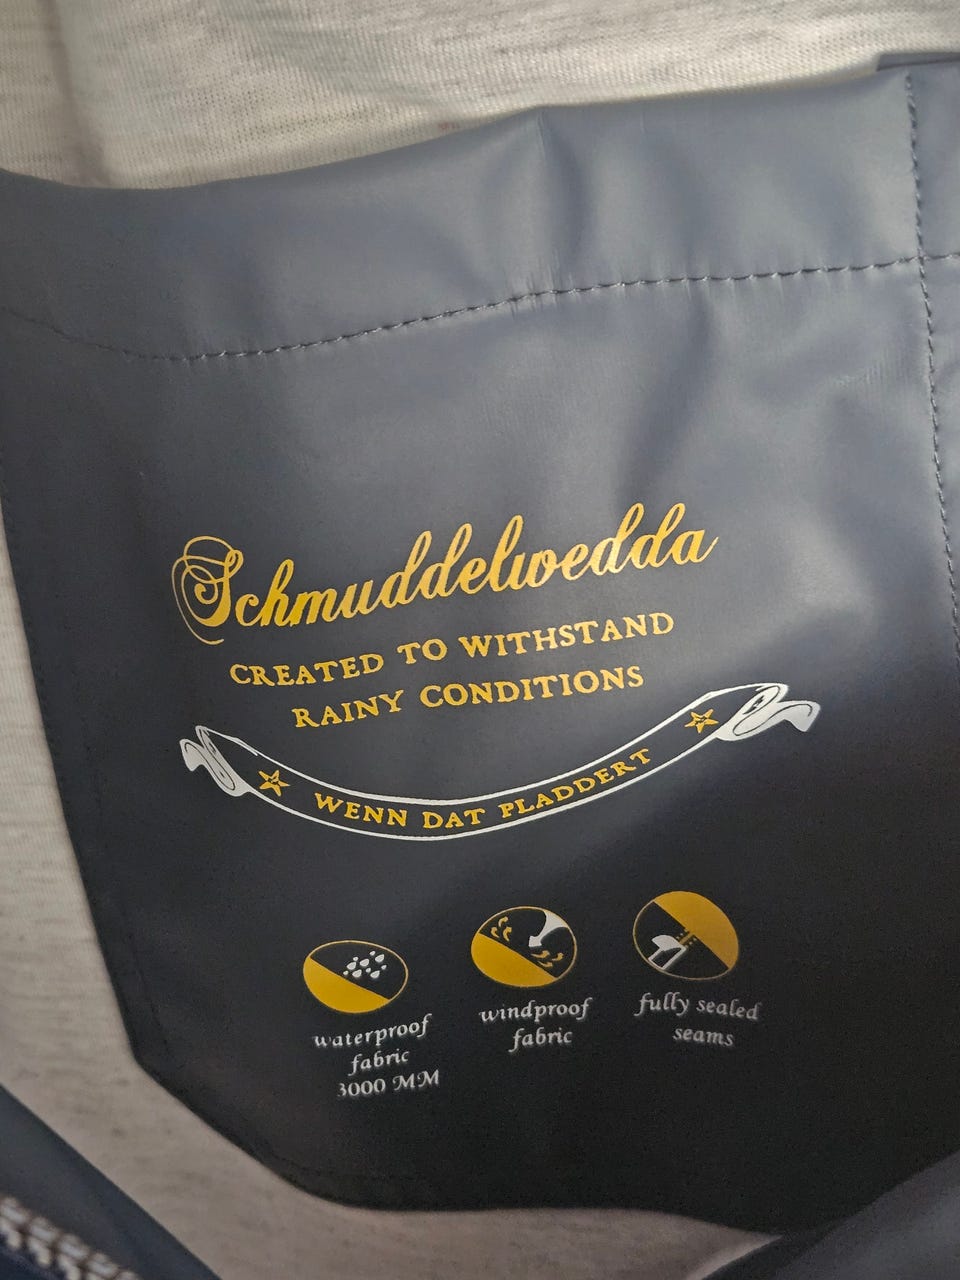 Schmuddelwedda
CREATED TO WITHSTAND
RAINY CONDITIONS
WENN DAT PLADDERT
waterproof
fabric
3000 MM
windproof
fabric
fully sealed
seams